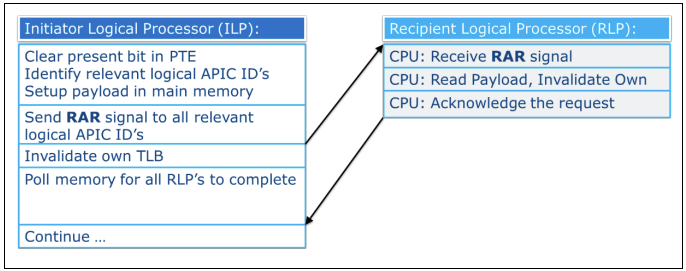 Initiator Logical Processor (ILP):
Clear present bit in PTE
Identify relevant logical APIC ID’s
Setup payload in main memory
Send RAR signal to all relevant
logical APIC ID’s
Invalidate own TLB
Poll memory for all RLP’s to complete
Continue …
Recipient Logical Processor (RLP):
CPU: Receive RAR signal
CPU: Read Payload, Invalidate Own
CPU: Acknowledge the request